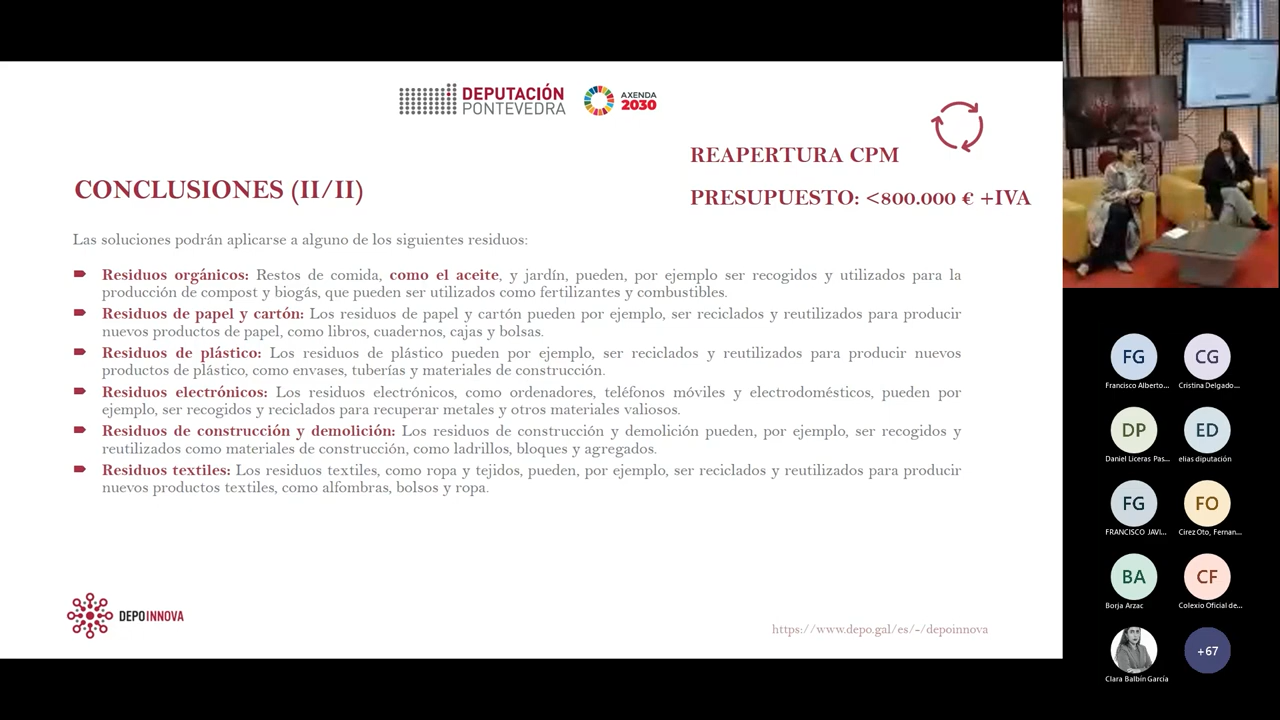 DEPUTACIÓN
PONTEVEDRA
AXENDA
2030
REAPERTURA CPM
PRESUPUESTO: <800.000 € +IVA
CONCLUSIONES (II/II)
Las soluciones podrán aplicarse a alguno de los siguientes residuos:
Residuos orgánicos: Restos de comida, como el aceite, y jardín, pueden, por ejemplo ser recogidos y utilizados para la
producción de compost y biogás, que pueden ser utilizados como fertilizantes y combustibles.
Residuos de papel y cartón: Los residuos de papel y cartón pueden por ejemplo, ser reciclados y reutilizados para producir
nuevos productos de papel, como libros, cuadernos, cajas y bolsas.
Residuos de plástico: Los residuos de plástico pueden por ejemplo, ser reciclados y reutilizados para producir nuevos
productos de plástico, como envases, tuberías y materiales de construcción.
Residuos electrónicos: Los residuos electrónicos, como ordenadores, teléfonos móviles y electrodomésticos, pueden por
ejemplo, ser recogidos y reciclados para recuperar metales y otros materiales valiosos.
Residuos de construcción y demolición: Los residuos de construcción y demolición pueden, por ejemplo, ser recogidos y
reutilizados como materiales de construcción, como ladrillos, bloques y agregados.
Residuos textiles: Los residuos textiles, como ropa y tejidos, pueden, por ejemplo, ser reciclados y reutilizados para producir
nuevos productos textiles, como alfombras, bolsos y ropa.
DEPOINNOVA
https://www.depo.gal/es/-/depoinnova
FG CG
Francisco Alberto... Cristina Delgado...
DP ED
Daniel Liceras Pas... elias diputación
FG FO
FRANCISCO JAVI... Cirez Oto, Fernan...
BA CF
Borja Arzac Colexio Oficial de...
+67
Clara Balbín García